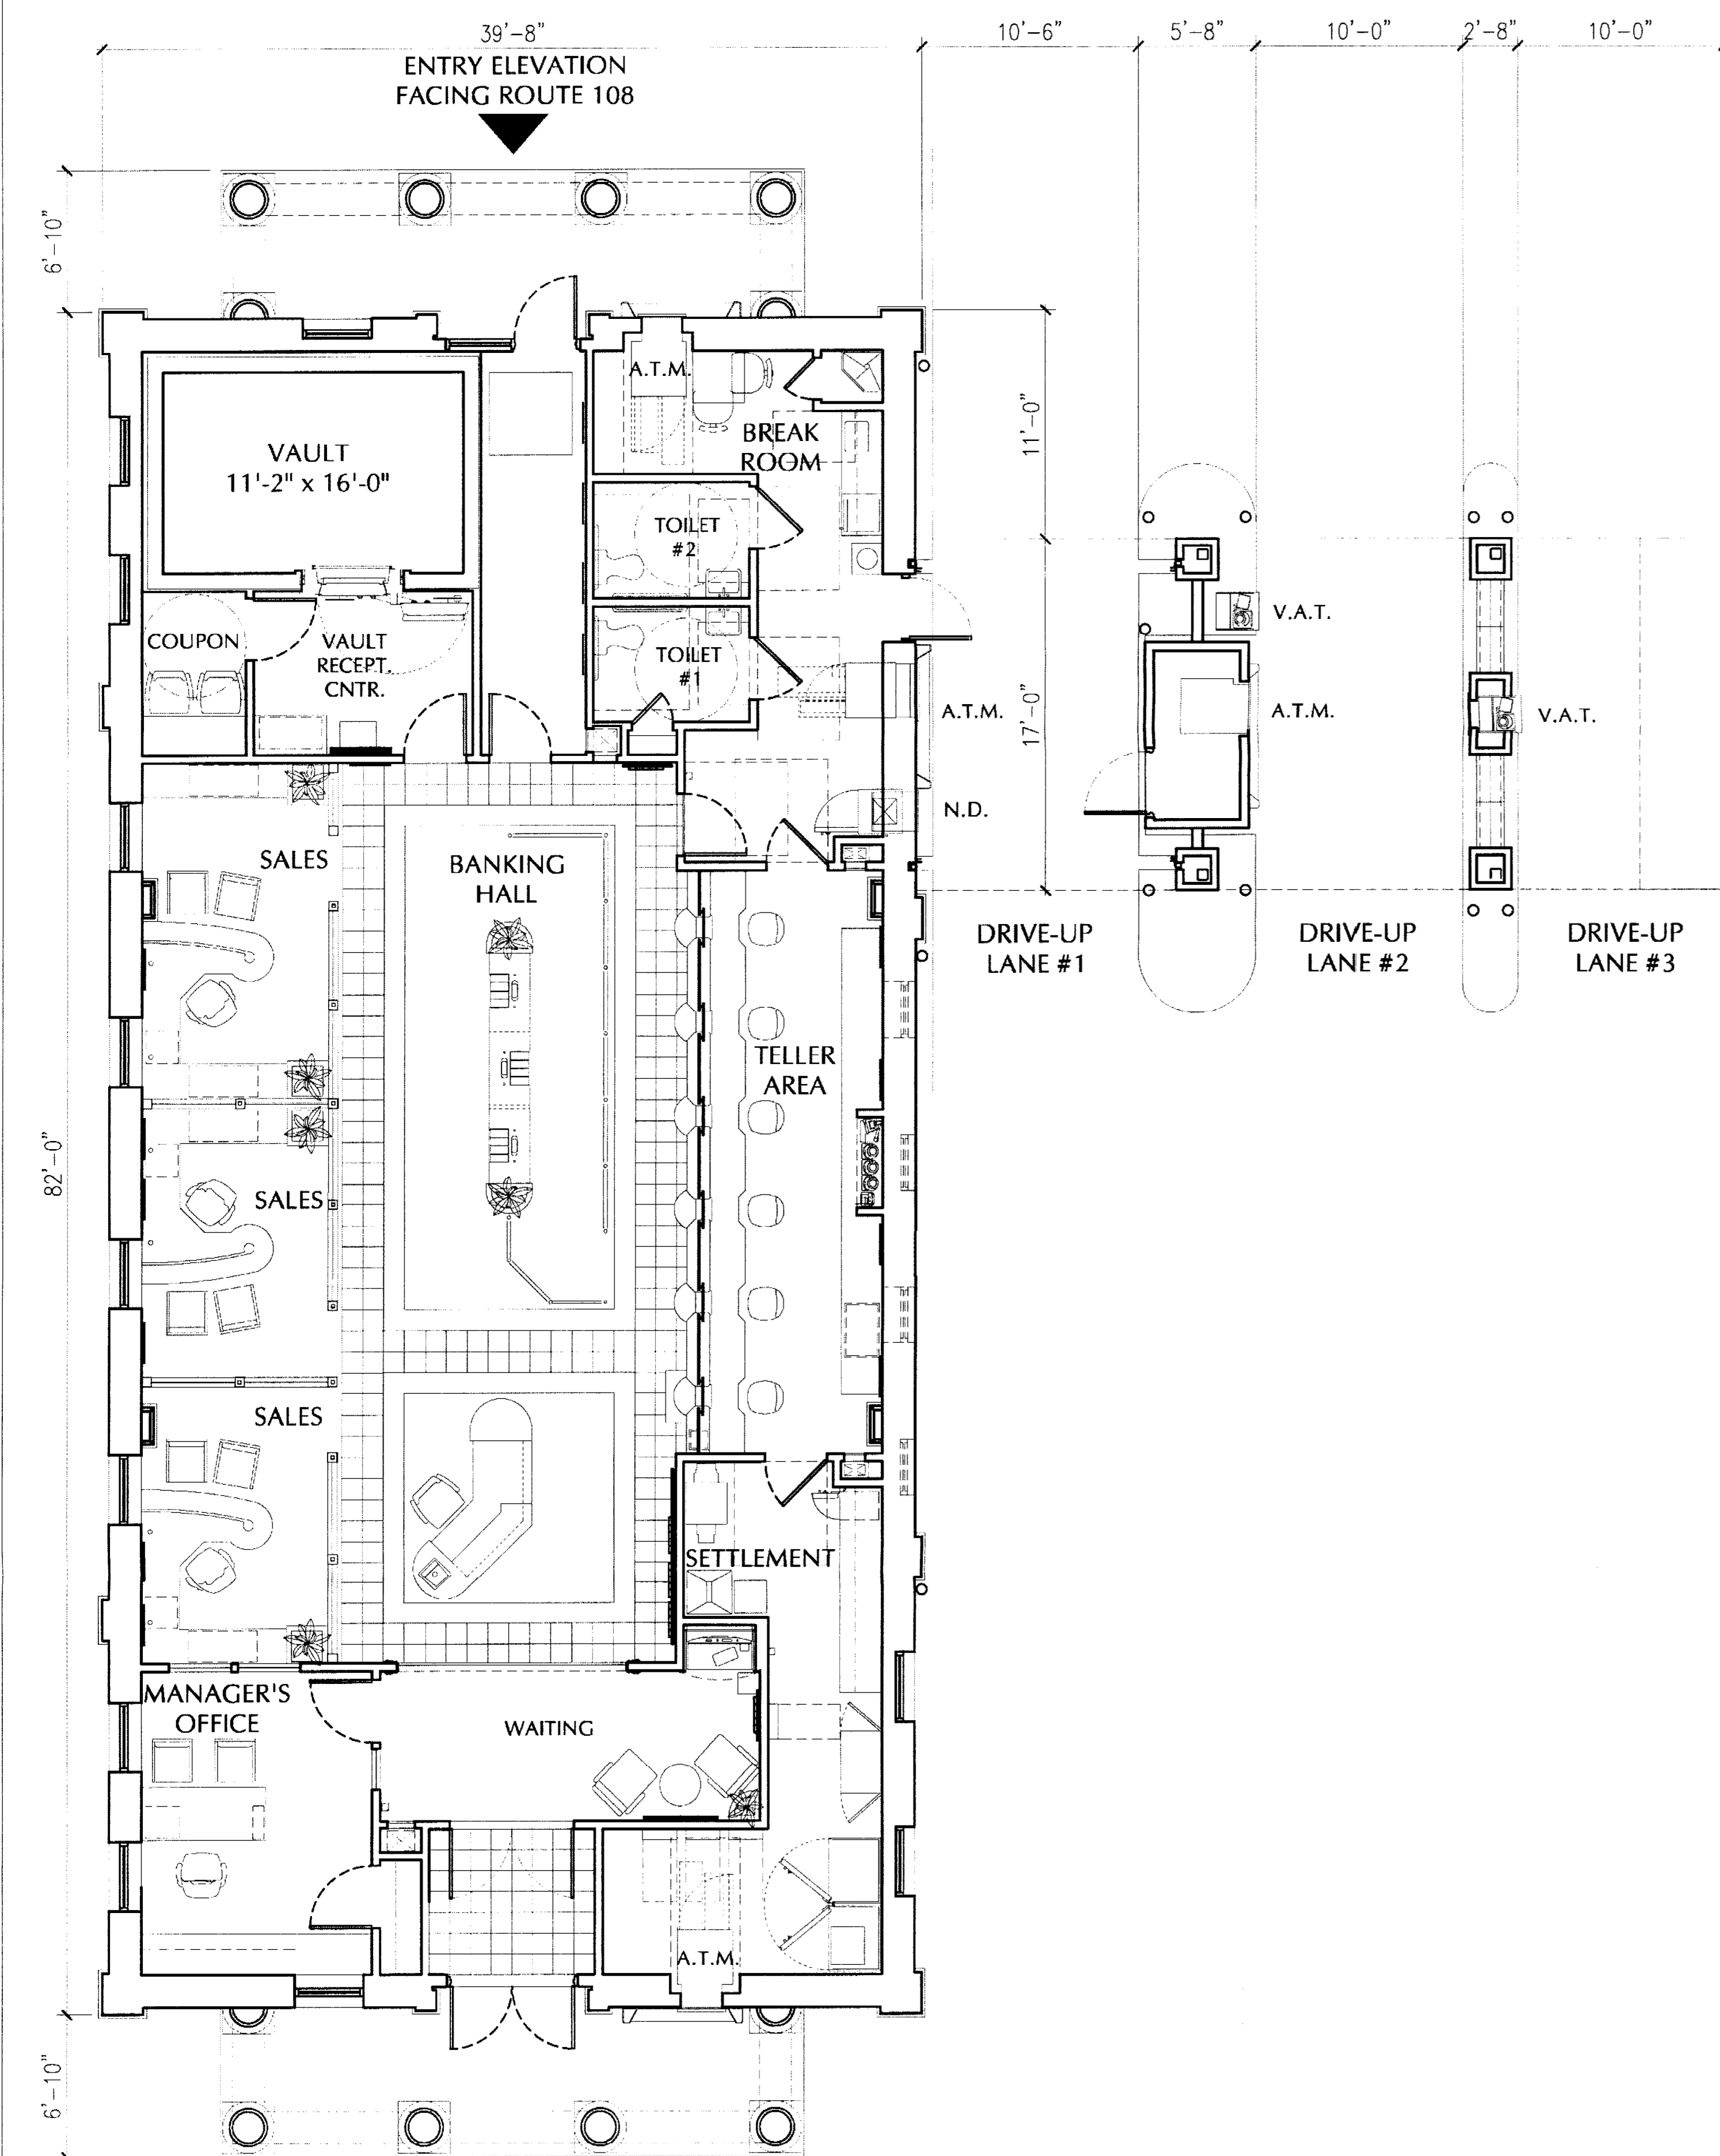 39'-8"
10'-6"
5'-8"
10'-0"
2'-8"
10'-0"
ENTRY ELEVATION
FACING ROUTE 108
6'-10"
A.T.M.
VAULT
11'-2" x 16'-0"
BREAK
ROOM
11'-0"
TOILET
#2
COUPON
VAULT
RECEPT.
CNTR.
TOILET
#1
V.A.T.
17'-0"
A.T.M.
A.T.M.
V.A.T.
N.D.
SALES
BANKING
HALL
DRIVE-UP
LANE #1
DRIVE-UP
LANE #2
DRIVE-UP
LANE #3
TELLER
AREA
82'-0"
SALES
SALES
SETTLEMENT
MANAGER'S
OFFICE
WAITING
A.T.M.
6'-10"